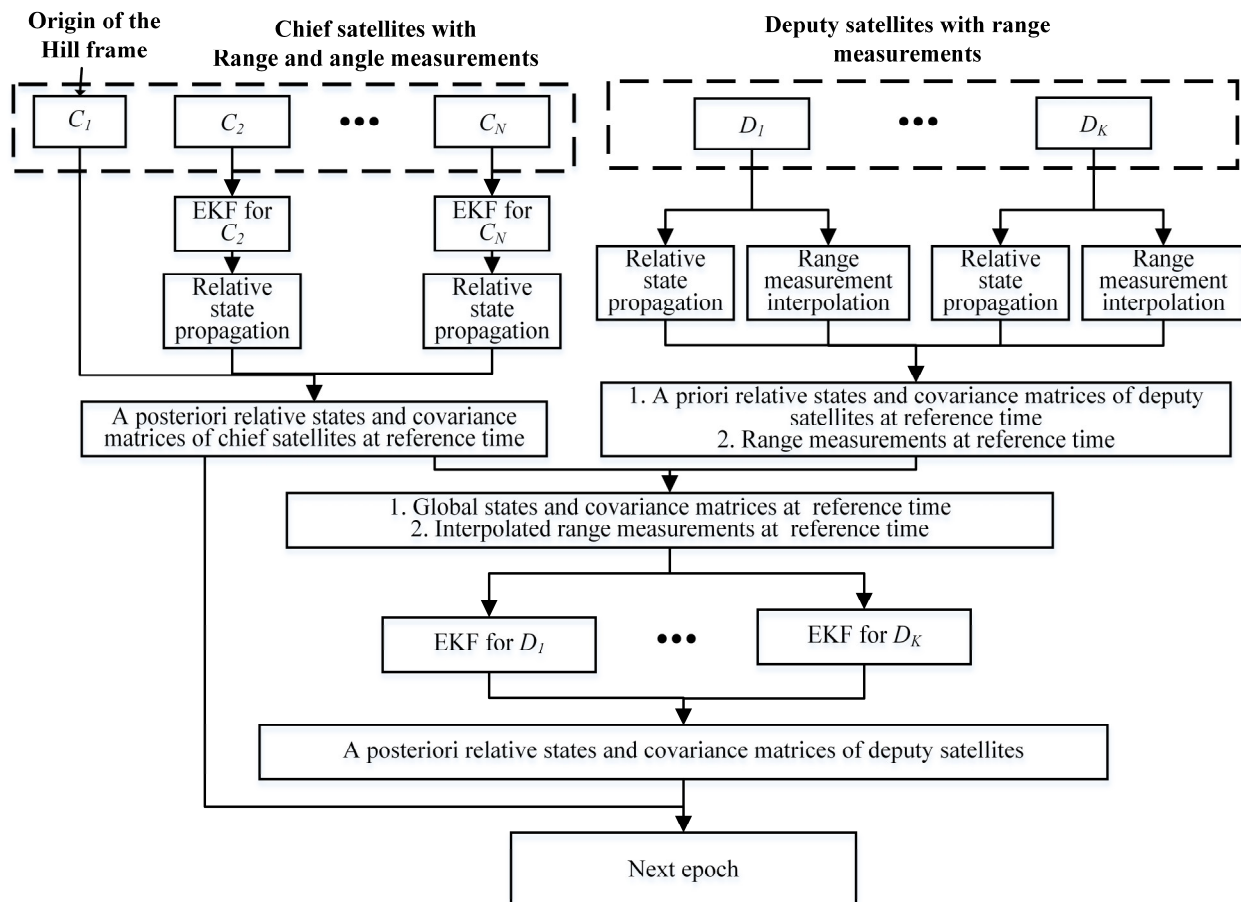 Origin of the
Hill frame
Chief satellites with
Range and angle measurements
Deputy satellites with range
measurements
C1
C2
•••
CN
D1
•••
DK
EKF for
C2
EKF for
CN
Relative
state
propagation
Relative
state
propagation
Relative
state
propagation
Range
measurement
interpolation
Relative
state
propagation
Range
measurement
interpolation
A posteriori relative states and covariance
matrices of chief satellites at reference time
1. A priori relative states and covariance matrices of deputy
satellites at reference time
2. Range measurements at reference time
1. Global states and covariance matrices at reference time
2. Interpolated range measurements at reference time
EKF for D1
•••
EKF for DK
A posteriori relative states and covariance matrices of deputy satellites
Next epoch